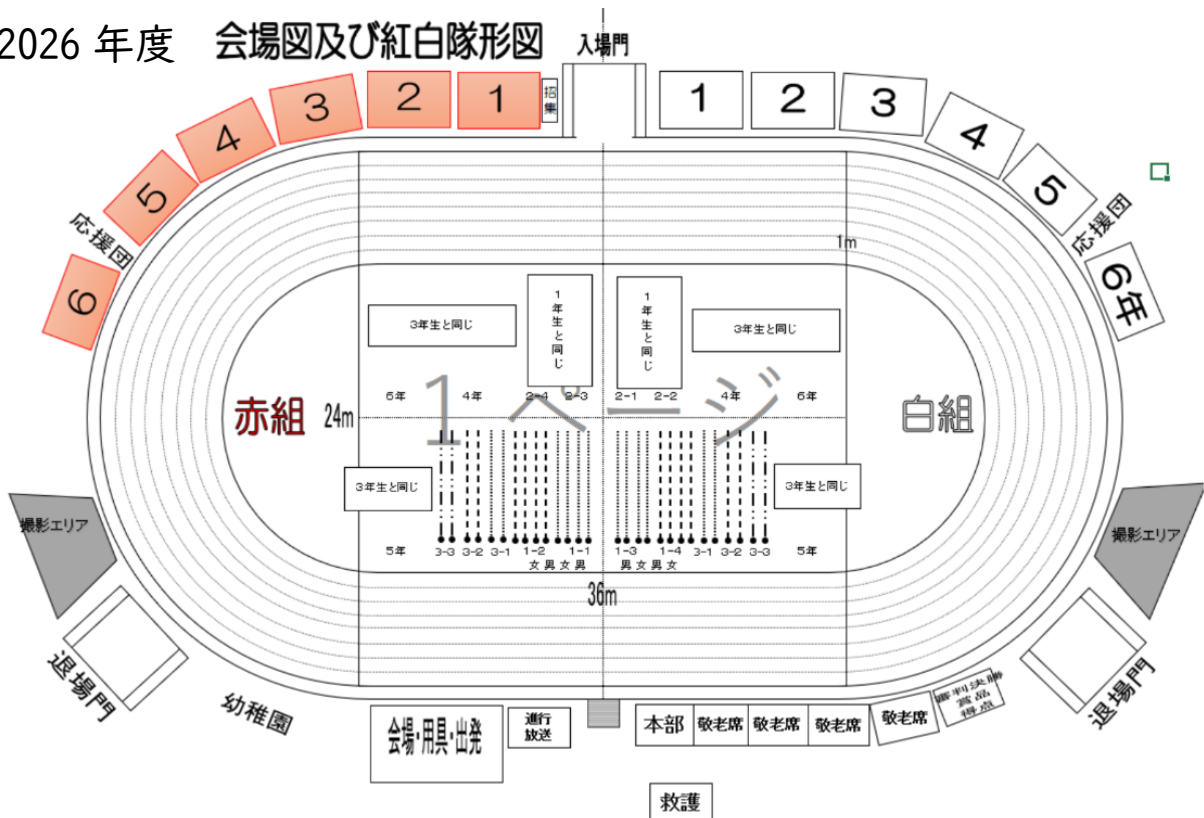 2026 年度　会場図及び紅白隊形図
入場門
1
2
3
4
5
6
招集
1
2
3
4
5
6年
応援団
応援団
1m
3年生と同じ
1年生と同じ
1年生と同じ
3年生と同じ
1 ページ
6年 4年 2-4 2-3 2-1 2-2 4年 6年
赤組
24m
白組
3年生と同じ
3年生と同じ
5年 3-3 3-2 3-1 1-2 1-1 1-3 1-4 3-1 3-2 3-3 5年
女 男 女 男 男 女 男 女
36m
撮影エリア
撮影エリア
退場門
退場門
幼稚園
会場・用具・出発
進行
放送
本部 敬老席 敬老席 敬老席 敬老席
審判決勝
賞品
得点
救護